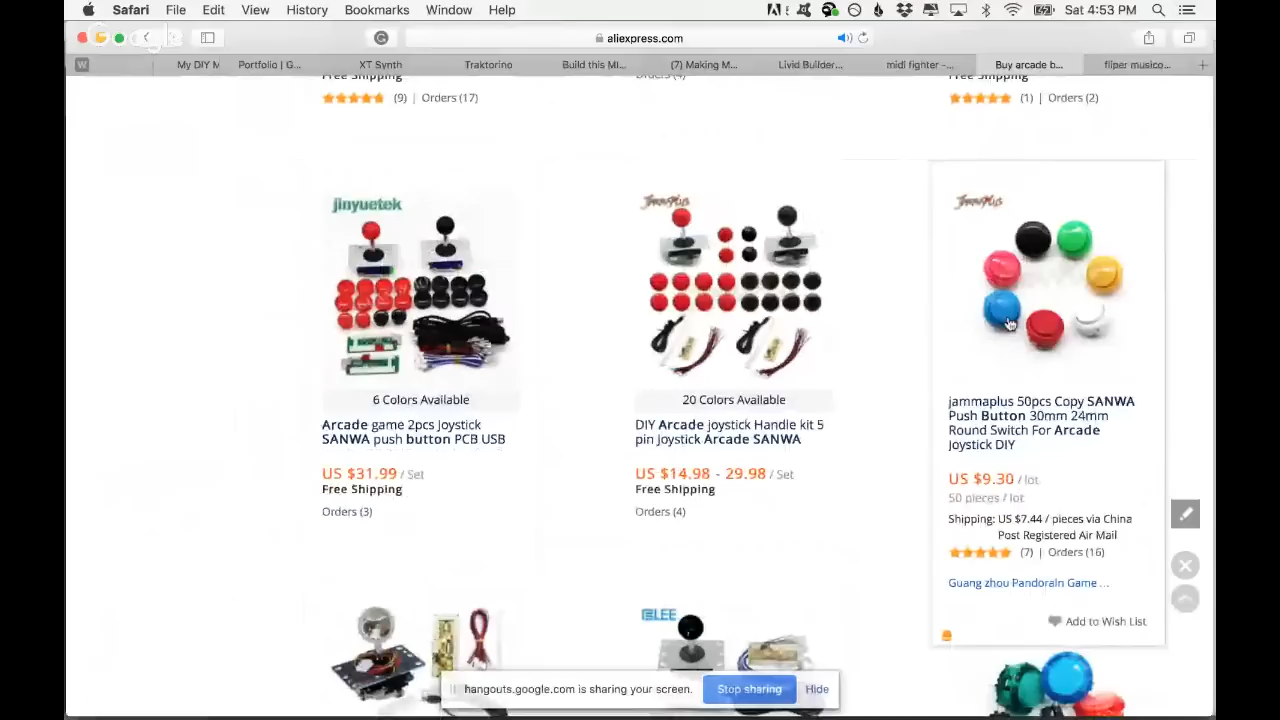 Safari File Edit View History Bookmarks Window Help Sat 4:53 PM
aliexpress.com
W My DIY M Portfolio | G... XT Synth Traktorino Build this MI... (7) Making M... Livid Builder... midi fighter -... Buy arcade b... fliper musico...
Free Shipping Orders (4) Free Shipping
(9) | Orders (17) (1) | Orders (2)
jinyuetek
6 Colors Available
Arcade game 2pcs Joystick
SANWA push button PCB USB
US $31.99 / Set
Free Shipping
Orders (3)
JammaPlus
20 Colors Available
DIY Arcade joystick Handle kit 5
pin Joystick Arcade SANWA
US $14.98 - 29.98 / Set
Free Shipping
Orders (4)
JammaPlus
jammaplus 50pcs Copy SANWA
Push Button 30mm 24mm
Round Switch For Arcade
Joystick DIY
US $9.30 / lot
50 pieces / lot
Shipping: US $7.44 / pieces via China
Post Registered Air Mail
(7) | Orders (16)
Guang zhou PandoraIn Game ...
Add to Wish List
hangouts.google.com is sharing your screen. Stop sharing Hide